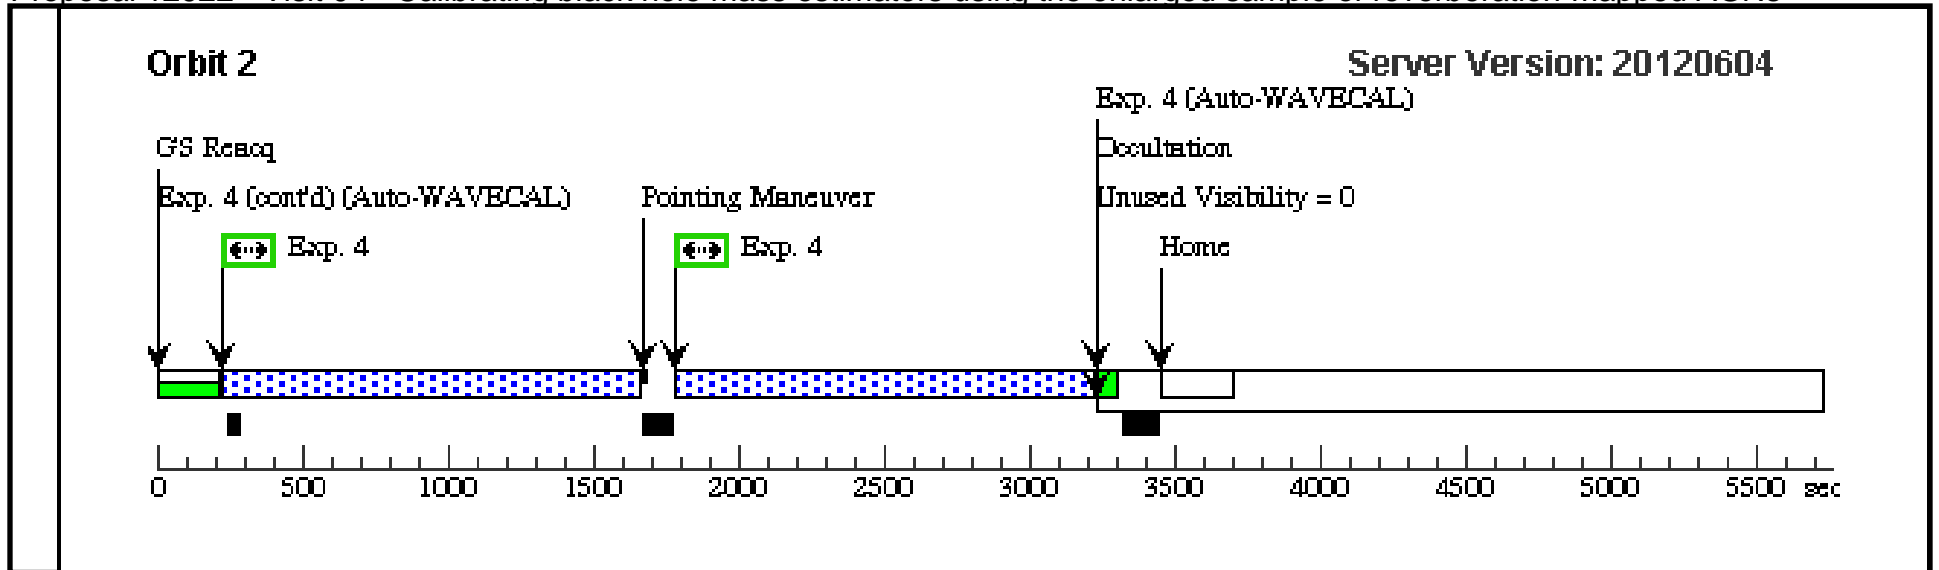 Orbit 2
Server Version: 20120604
Exp. 4 (Auto-WAVECAL)
GS Reacq
Occultation
Exp. 4 (cont'd) (Auto-WAVECAL)
Pointing Maneuver
Unused Visibility = 0
Exp. 4
Exp. 4
Home
0 500 1000 1500 2000 2500 3000 3500 4000 4500 5000 5500 sec